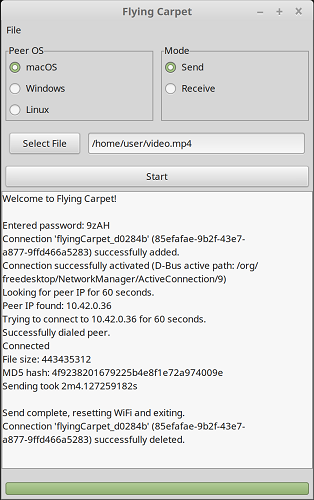 Flying Carpet
File
Peer OS
Mode
macOS
Send
Windows
Receive
Linux
Select File
/home/user/video.mp4
Start
Welcome to Flying Carpet!
Entered password: 9zAH
Connection 'flyingCarpet_d0284b' (85efafae-9b2f-43e7-
a877-9ffd466a5283) successfully added.
Connection successfully activated (D-Bus active path: /org/
freedesktop/NetworkManager/ActiveConnection/9)
Looking for peer IP for 60 seconds.
Peer IP found: 10.42.0.36
Trying to connect to 10.42.0.36 for 60 seconds.
Successfully dialed peer.
Connected
File size: 443435312
MD5 hash: 4f9238201679225b4e8f1e72a974009e
Sending took 2m4.127259182s
Send complete, resetting WiFi and exiting.
Connection 'flyingCarpet_d0284b' (85efafae-9b2f-43e7-
a877-9ffd466a5283) successfully deleted.